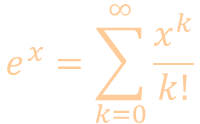 e^x = \sum_{k=0}^{\infty} \frac{x^k}{k!}